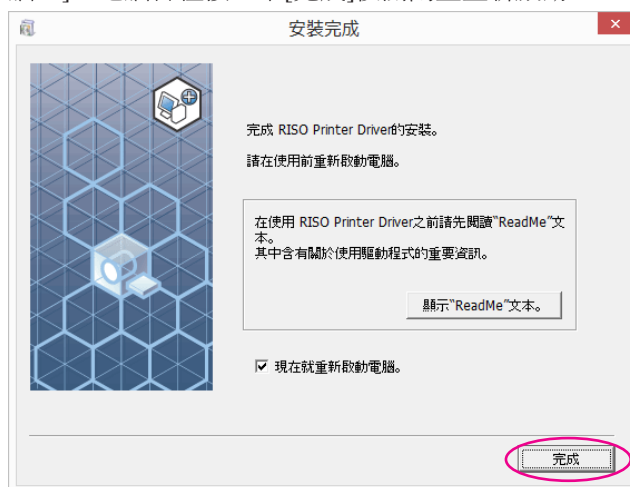 安裝完成
完成 RISO Printer Driver的安裝。
請在使用前重新啟動電腦。
在使用 RISO Printer Driver之前請先閱讀"ReadMe"文
本。
其中含有關於使用驅動程式的重要資訊。
顯示"ReadMe"文本。
現在就重新啟動電腦。
完成